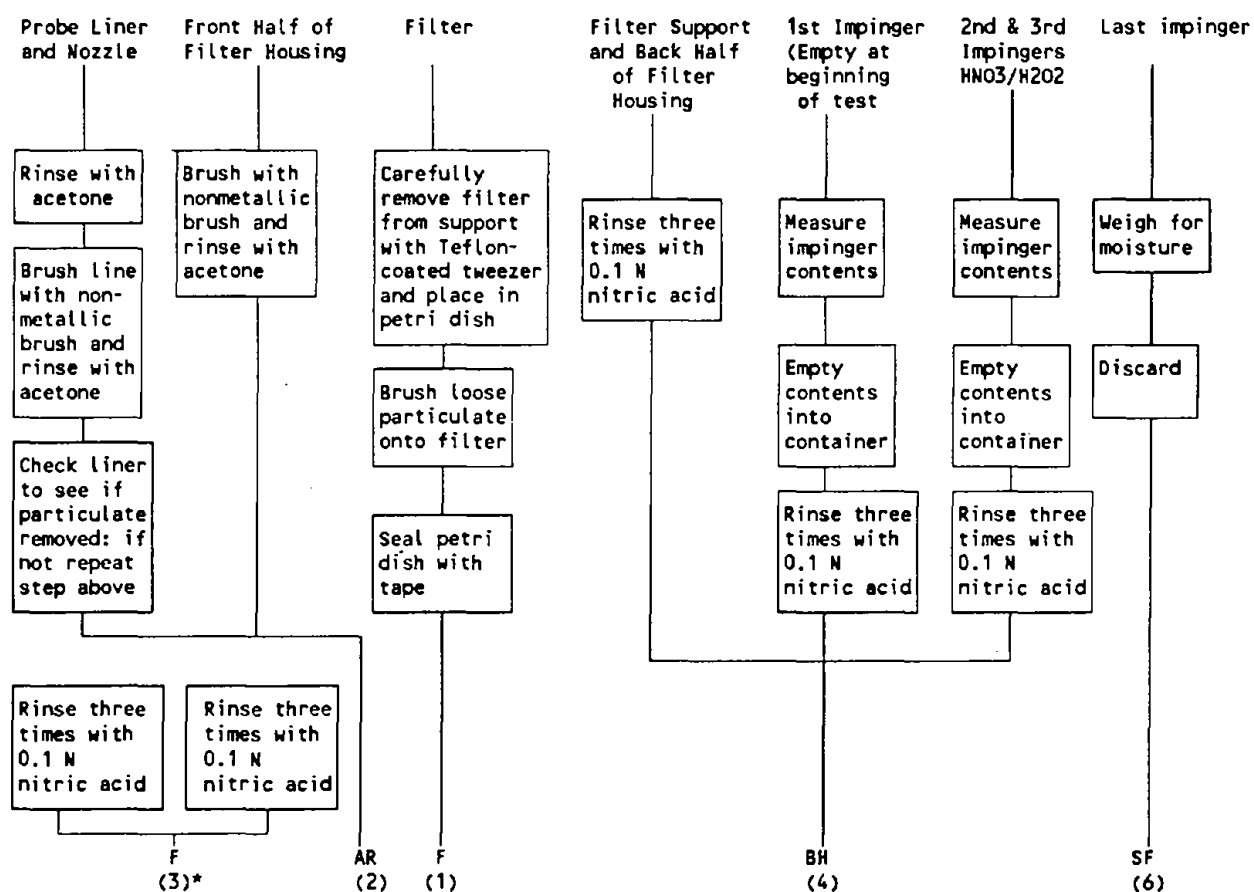 Probe Liner
and Nozzle
Front Half of
Filter Housing
Filter
Filter Support
and Back Half
of Filter
Housing
1st Impinger
(Empty at
beginning
of test
2nd & 3rd
Impingers
HNO3/H2O2
Last impinger
Rinse with
acetone
Brush line
with non-
metallic
brush and
rinse with
acetone
Check liner
to see if
particulate
removed: if
not repeat
step above
Brush with
nonmetallic
brush and
rinse with
acetone
Carefully
remove filter
from support
with Teflon-
coated tweezer
and place in
petri dish
Brush loose
particulate
onto filter
Seal petri
dish with
tape
Rinse three
times with
0.1 N
nitric acid
Measure
impinger
contents
Empty
contents
into
container
Rinse three
times with
0.1 N
nitric acid
Measure
impinger
contents
Empty
contents
into
container
Rinse three
times with
0.1 N
nitric acid
Weigh for
moisture
Discard
Rinse three
times with
0.1 N
nitric acid
Rinse three
times with
0.1 N
nitric acid
F
(3)*
AR
(2)
F
(1)
BH
(4)
SF
(6)